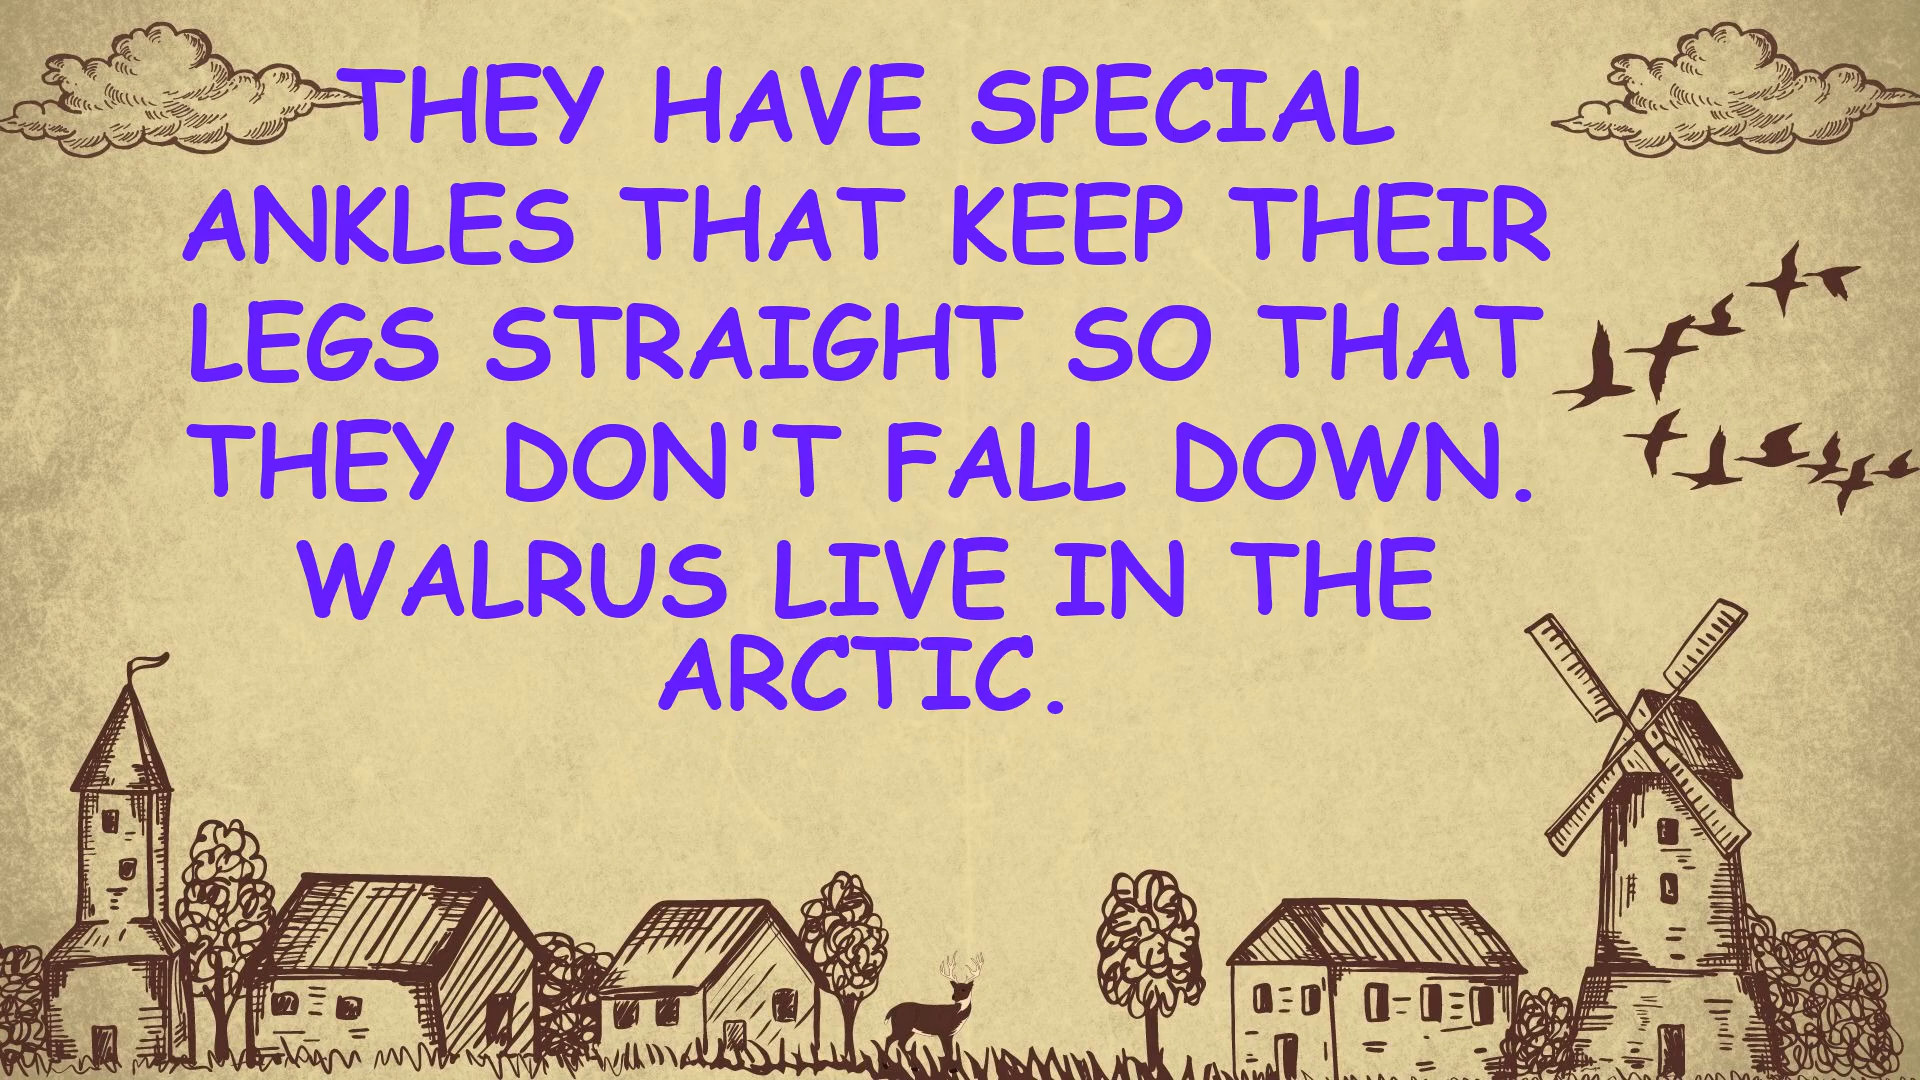 THEY HAVE SPECIAL
ANKLES THAT KEEP THEIR
LEGS STRAIGHT SO THAT
THEY DON'T FALL DOWN.
WALRUS LIVE IN THE
ARCTIC.